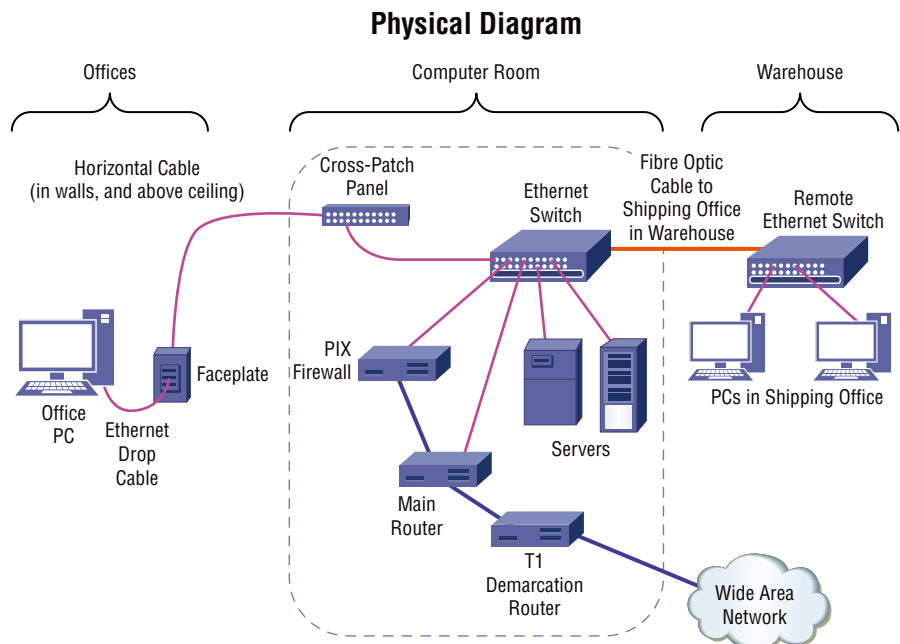 Physical Diagram
Offices
Computer Room
Warehouse
Horizontal Cable
(in walls, and above ceiling)
Cross-Patch
Panel
Ethernet
Switch
Fibre Optic
Cable to
Shipping Office
in Warehouse
Remote
Ethernet Switch
PIX
Firewall
Faceplate
Office
PC
Ethernet
Drop
Cable
Servers
PCs in Shipping Office
Main
Router
T1
Demarcation
Router
Wide Area
Network